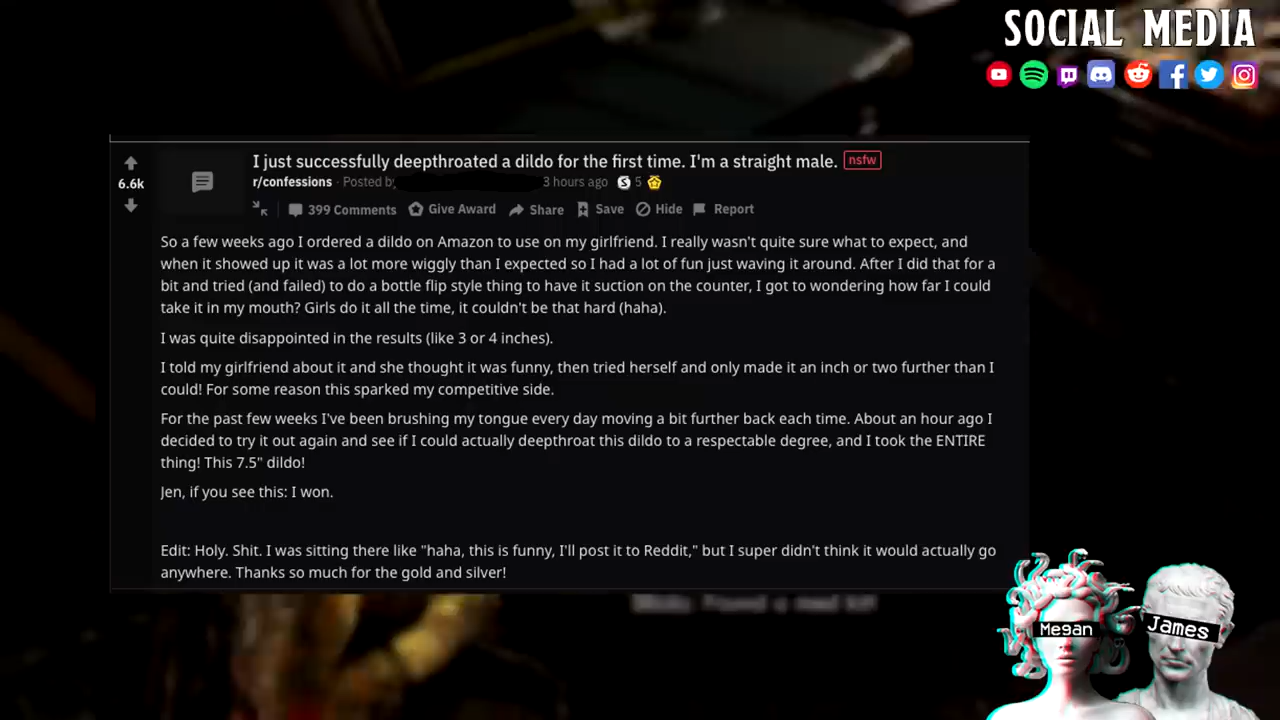 SOCIAL MEDIA
I just successfully deepthroated a dildo for the first time. I'm a straight male. nsfw
6.6k
r/confessions · Posted by 3 hours ago S 5
399 Comments Give Award Share Save Hide Report
So a few weeks ago I ordered a dildo on Amazon to use on my girlfriend. I really wasn't quite sure what to expect, and
when it showed up it was a lot more wiggly than I expected so I had a lot of fun just waving it around. After I did that for a
bit and tried (and failed) to do a bottle flip style thing to have it suction on the counter, I got to wondering how far I could
take it in my mouth? Girls do it all the time, it couldn't be that hard (haha).
I was quite disappointed in the results (like 3 or 4 inches).
I told my girlfriend about it and she thought it was funny, then tried herself and only made it an inch or two further than I
could! For some reason this sparked my competitive side.
For the past few weeks I've been brushing my tongue every day moving a bit further back each time. About an hour ago I
decided to try it out again and see if I could actually deepthroat this dildo to a respectable degree, and I took the ENTIRE
thing! This 7.5" dildo!
Jen, if you see this: I won.
Edit: Holy. Shit. I was sitting there like "haha, this is funny, I'll post it to Reddit," but I super didn't think it would actually go
anywhere. Thanks so much for the gold and silver!
Megan
James